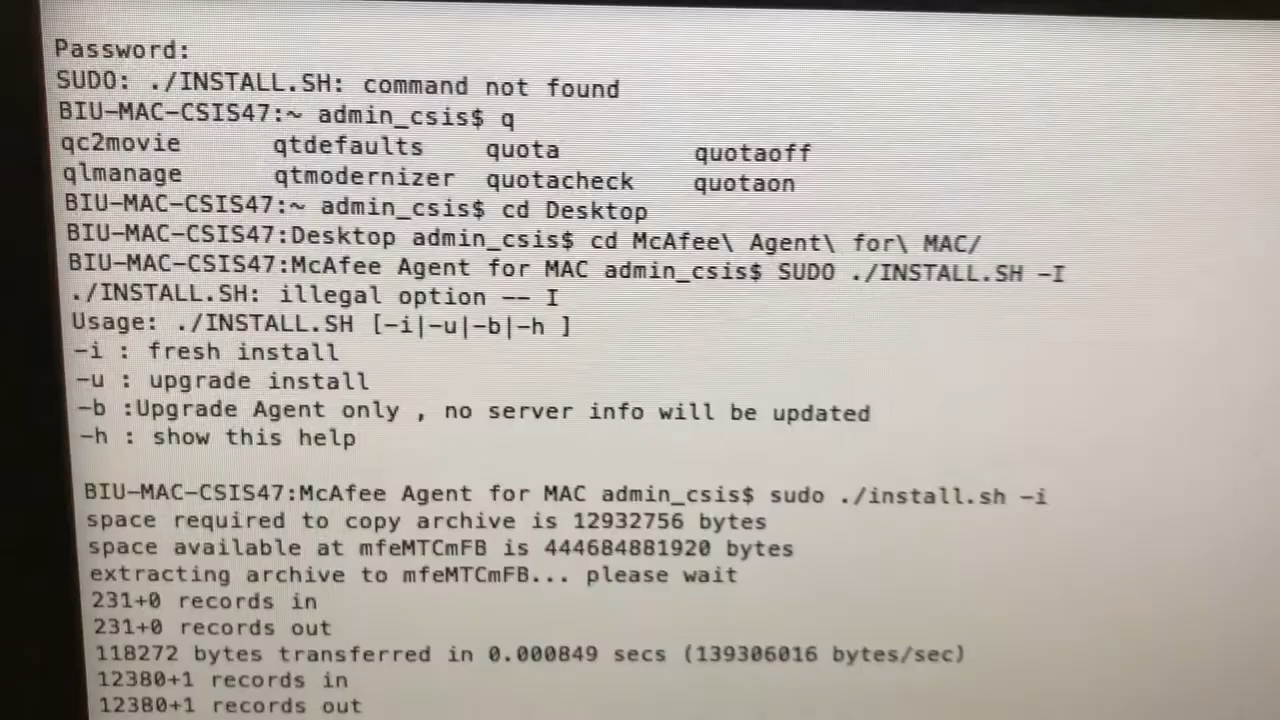 Password:
SUDO: ./INSTALL.SH: command not found
BIU-MAC-CSIS47:~ admin_csis$ q
qc2movie qtdefaults quota quotaoff
qlmanage qtmodernizer quotacheck quotaon
BIU-MAC-CSIS47:~ admin_csis$ cd Desktop
BIU-MAC-CSIS47:Desktop admin_csis$ cd McAfee\ Agent\ for\ MAC/
BIU-MAC-CSIS47:McAfee Agent for MAC admin_csis$ SUDO ./INSTALL.SH -I
./INSTALL.SH: illegal option -- I
Usage: ./INSTALL.SH [-i|-u|-b|-h ]
-i : fresh install
-u : upgrade install
-b :Upgrade Agent only , no server info will be updated
-h : show this help
BIU-MAC-CSIS47:McAfee Agent for MAC admin_csis$ sudo ./install.sh -i
space required to copy archive is 12932756 bytes
space available at mfeMTCmFB is 444684881920 bytes
extracting archive to mfeMTCmFB... please wait
231+0 records in
231+0 records out
118272 bytes transferred in 0.000849 secs (139306016 bytes/sec)
12380+1 records in
12380+1 records out